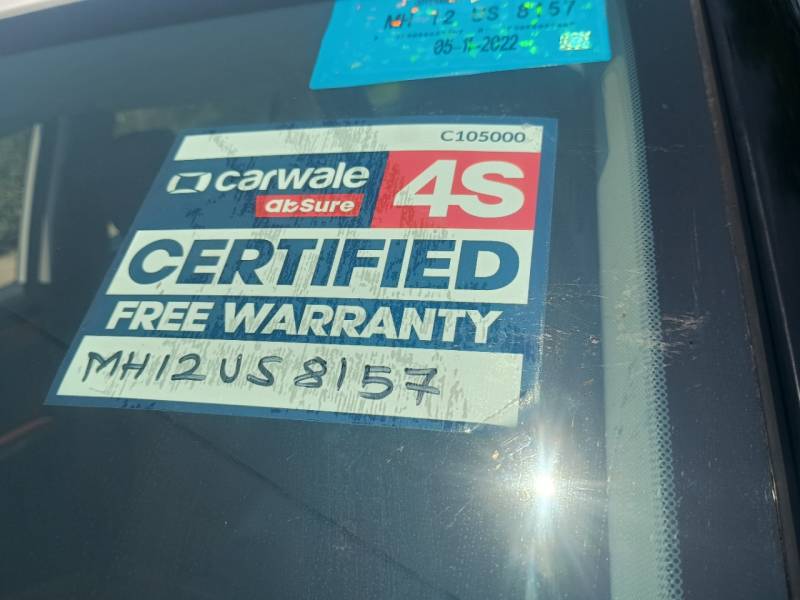 MH 12 US 8157
05-11-2022
C105000
carwale
abSure
4S
CERTIFIED
FREE WARRANTY
MH12US8157